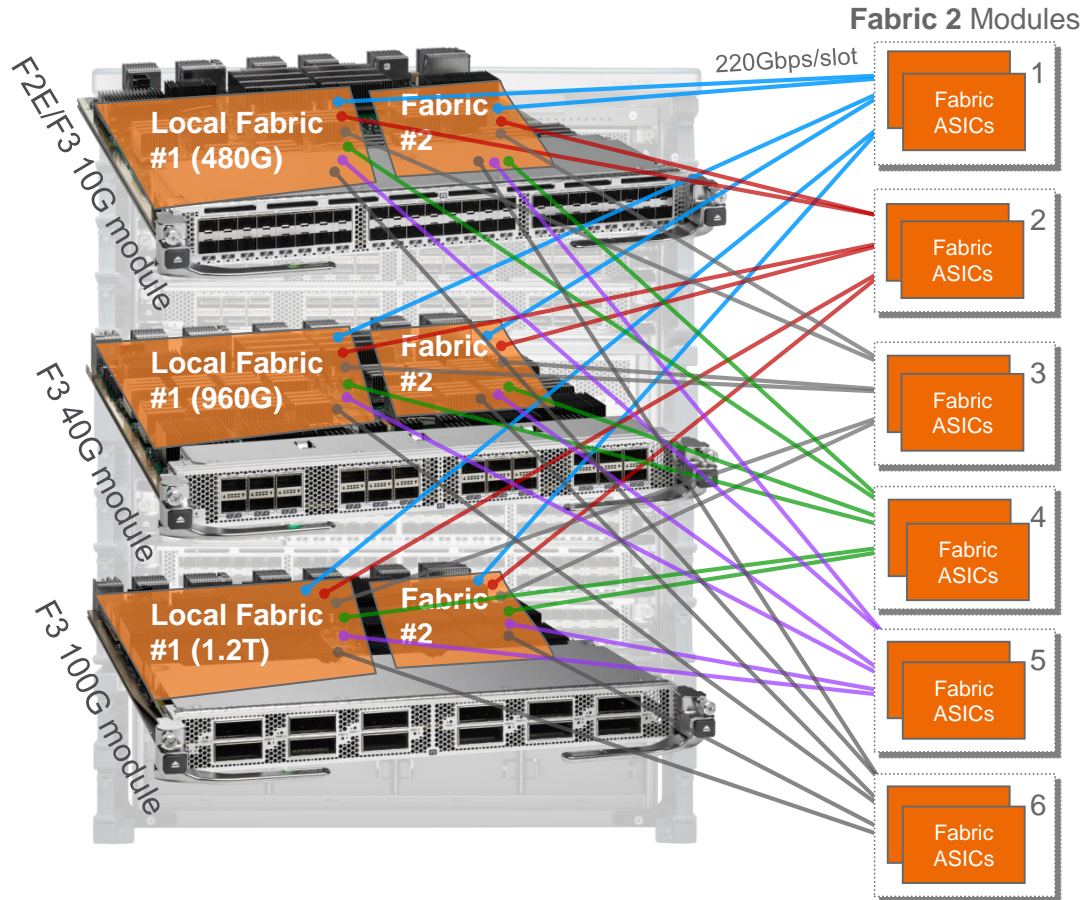 Fabric 2 Modules
220Gbps/slot
F2E/F3 10G module
Local Fabric
#1 (480G)
Fabric
#2
F3 40G module
Local Fabric
#1 (960G)
Fabric
#2
F3 100G module
Local Fabric
#1 (1.2T)
Fabric
#2
1
Fabric
ASICs
2
Fabric
ASICs
3
Fabric
ASICs
4
Fabric
ASICs
5
Fabric
ASICs
6
Fabric
ASICs